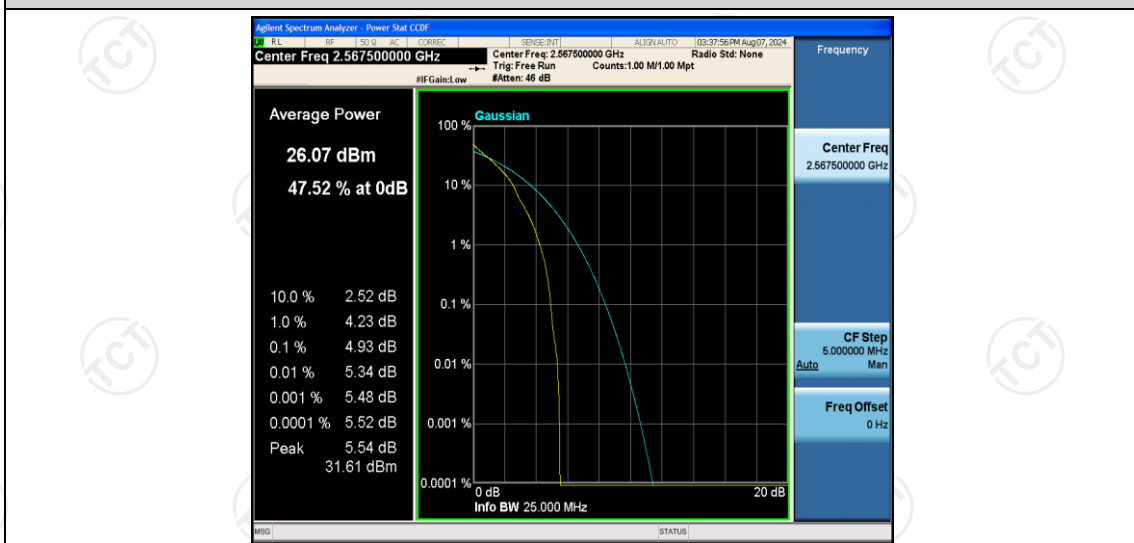 Agilent Spectrum Analyzer - Power Stat CCDF
RL RF 50 Ω AC CORREC SENSE:INT ALIGN AUTO 03:37:56 PM Aug 07, 2024
Center Freq 2.567500000 GHz
Center Freq: 2.567500000 GHz Radio Std: None
Trig: Free Run Counts:1.00 M/1.00 Mpt
#IFGain:Low #Atten: 46 dB
Frequency
Average Power
26.07 dBm
47.52 % at 0dB
10.0 % 2.52 dB
1.0 % 4.23 dB
0.1 % 4.93 dB
0.01 % 5.34 dB
0.001 % 5.48 dB
0.0001 % 5.52 dB
Peak 5.54 dB
31.61 dBm
Gaussian
100 %
10 %
1 %
0.1 %
0.01 %
0.001 %
0.0001 %
0 dB 20 dB
Info BW 25.000 MHz
Center Freq
2.567500000 GHz
CF Step
5.000000 MHz
Auto Man
Freq Offset
0 Hz
MSG STATUS
TCT
TCT
TCT
TCT